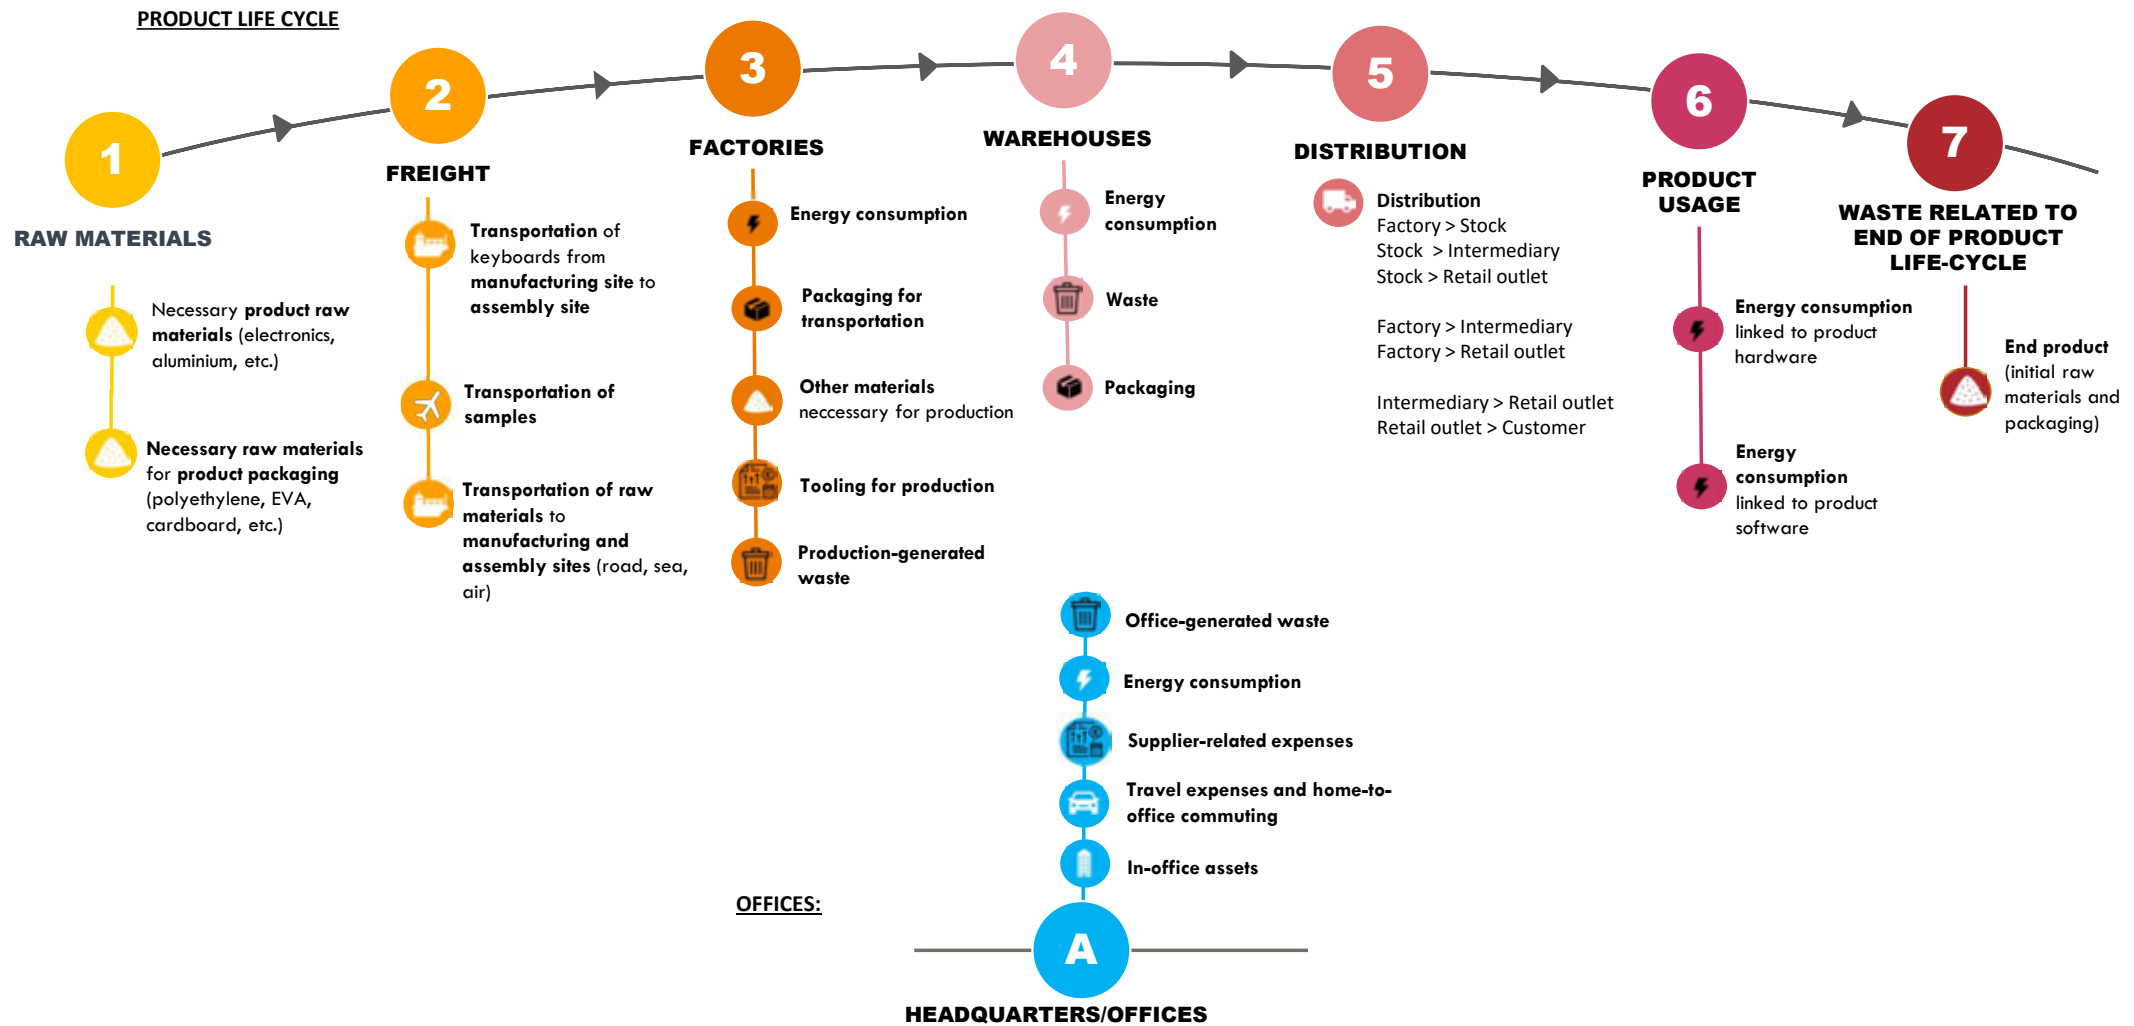 PRODUCT LIFE CYCLE
1
RAW MATERIALS
Necessary product raw
materials (electronics,
aluminium, etc.)
Necessary raw materials
for product packaging
(polyethylene, EVA,
cardboard, etc.)
2
FREIGHT
Transportation of
keyboards from
manufacturing site to
assembly site
Transportation of
samples
Transportation of raw
materials to
manufacturing and
assembly sites (road, sea,
air)
3
FACTORIES
Energy consumption
Packaging for
transportation
Other materials
neccessary for production
Tooling for production
Production-generated
waste
4
WAREHOUSES
Energy
consumption
Waste
Packaging
5
DISTRIBUTION
Distribution
Factory > Stock
Stock > Intermediary
Stock > Retail outlet
Factory > Intermediary
Factory > Retail outlet
Intermediary > Retail outlet
Retail outlet > Customer
6
PRODUCT
USAGE
Energy consumption
linked to product
hardware
Energy
consumption
linked to product
software
7
WASTE RELATED TO
END OF PRODUCT
LIFE-CYCLE
End product
(initial raw
materials and
packaging)
Office-generated waste
Energy consumption
Supplier-related expenses
Travel expenses and home-to-
office commuting
In-office assets
OFFICES:
A
HEADQUARTERS/OFFICES